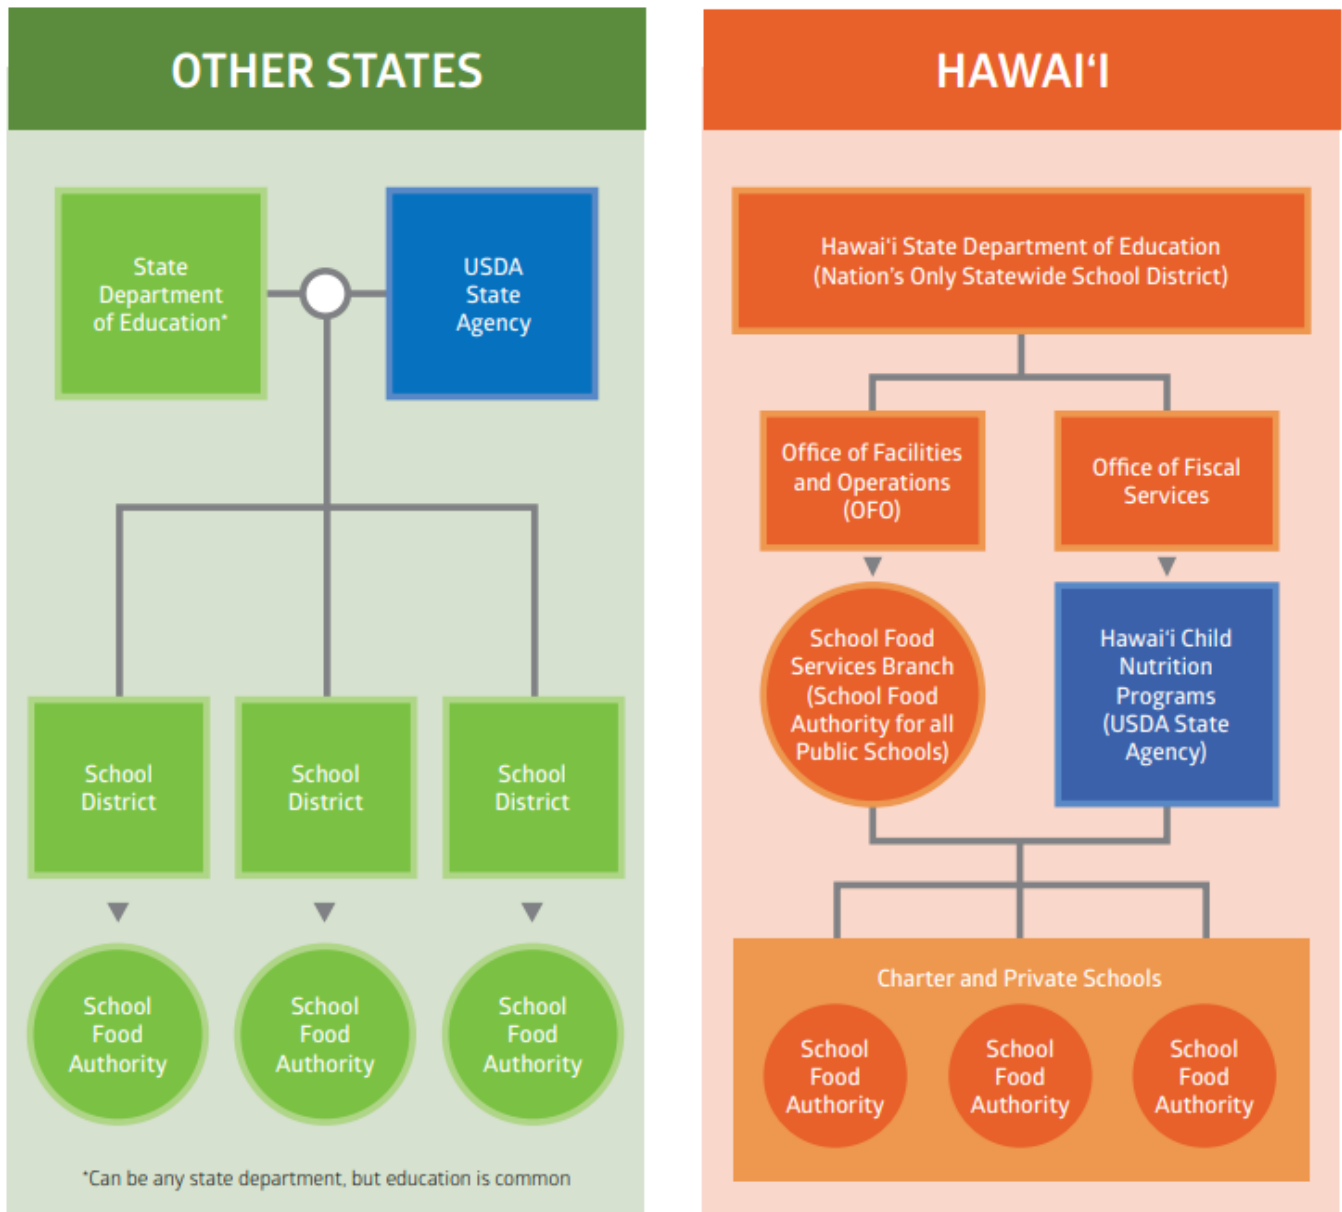 OTHER STATES
State
Department
of Education*
USDA
State
Agency
School
District
School
District
School
District
School
Food
Authority
School
Food
Authority
School
Food
Authority
*Can be any state department, but education is common
HAWAI‘I
Hawai‘i State Department of Education
(Nation’s Only Statewide School District)
Office of Facilities
and Operations
(OFO)
Office of Fiscal
Services
School Food
Services Branch
(School Food
Authority for all
Public Schools)
Hawai‘i Child
Nutrition
Programs
(USDA State
Agency)
Charter and Private Schools
School
Food
Authority
School
Food
Authority
School
Food
Authority